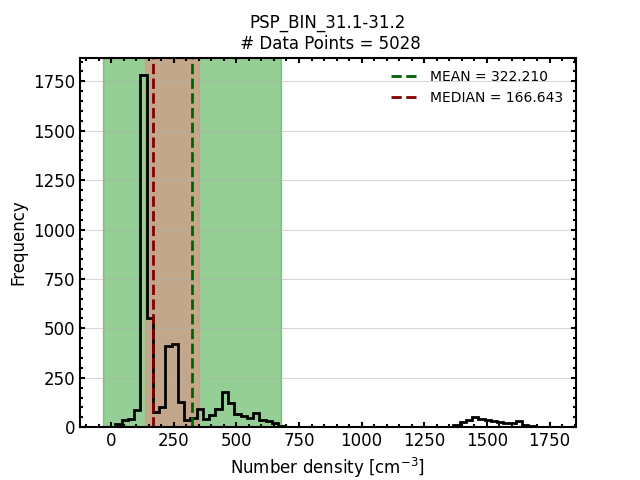 PSP_BIN_31.1-31.2
# Data Points = 5028
MEAN = 322.210
MEDIAN = 166.643
Frequency
1750
1500
1250
1000
750
500
250
0
0 250 500 750 1000 1250 1500 1750
Number density [cm⁻³]